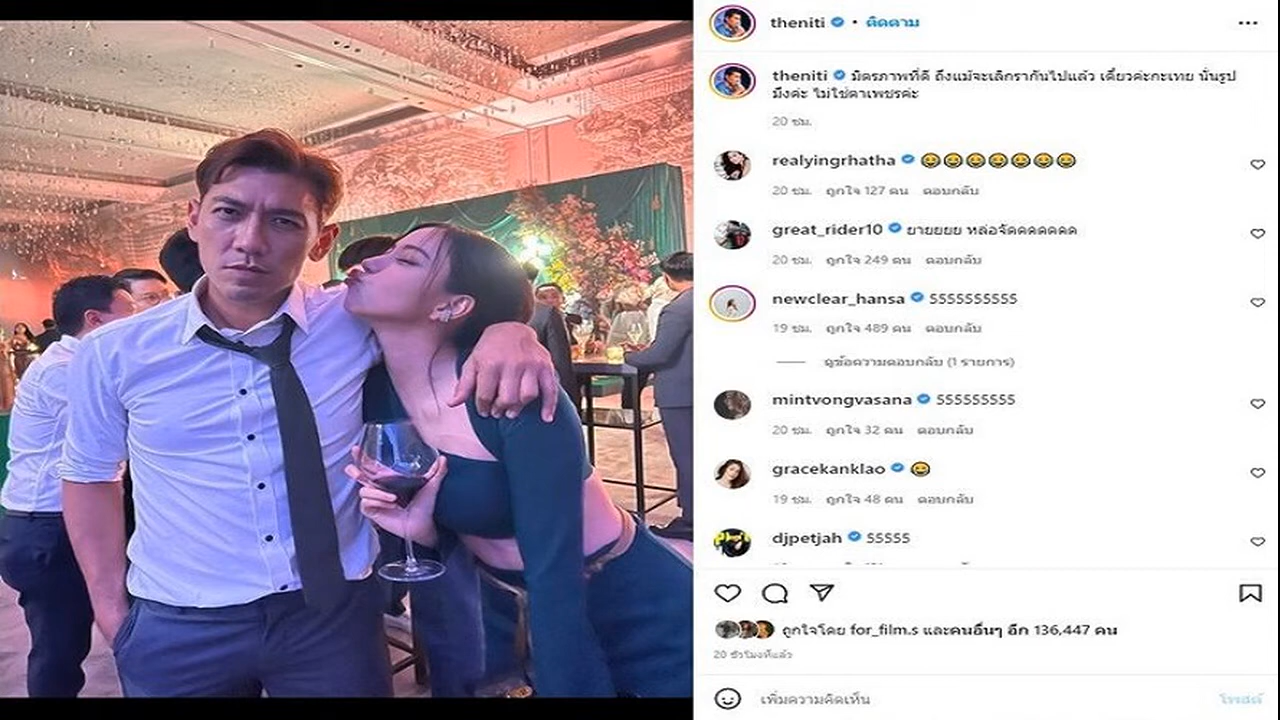 theniti • ติดตาม
theniti มิตรภาพที่ดี ถึงแม้จะเลิกรากันไปแล้ว เดี๋ยวค่ะกะเทย นั่นรูป
มึงค่ะ ไม่ใช่ตาเพชรค่ะ
20 ชม.
realyingrhatha 😂😂😂😂😂😂😂
20 ชม. ถูกใจ 127 คน ตอบกลับ
great_rider10 ยายยยย หล่อจัดดดดดดด
20 ชม. ถูกใจ 249 คน ตอบกลับ
newclear_hansa 5555555555
19 ชม. ถูกใจ 489 คน ตอบกลับ
ดูข้อความตอบกลับ (1 รายการ)
mintvongvasana 555555555
20 ชม. ถูกใจ 32 คน ตอบกลับ
gracekanklao 😂
19 ชม. ถูกใจ 48 คน ตอบกลับ
djpetjah 55555
ถูกใจโดย for_film.s และคนอื่นๆ อีก 136,447 คน
20 ชั่วโมงที่แล้ว
เพิ่มความคิดเห็น โพสต์